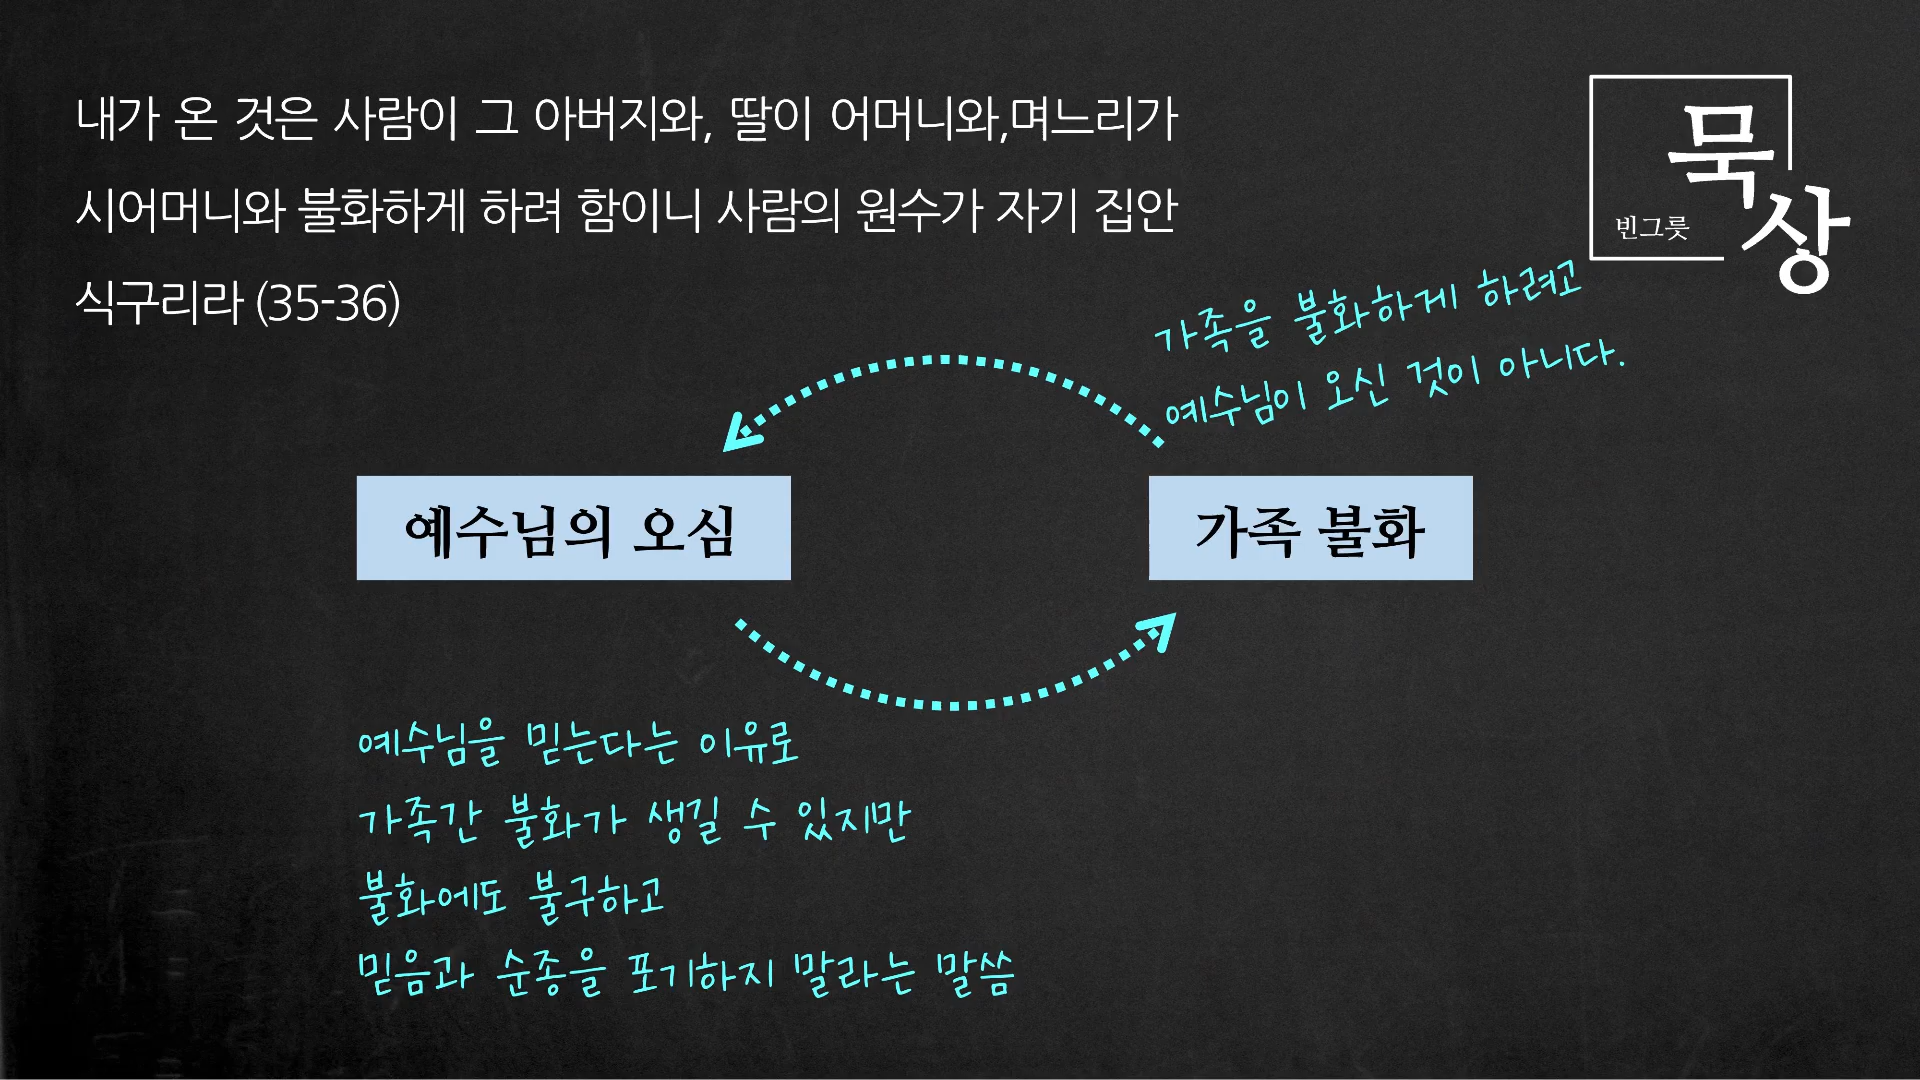 내가 온 것은 사람이 그 아버지와, 딸이 어머니와,며느리가
시어머니와 불화하게 하려 함이니 사람의 원수가 자기 집안
식구리라 (35-36)
묵상
빈그릇
가족을 불화하게 하려고
예수님이 오신 것이 아니다.
예수님의 오심
가족 불화
예수님을 믿는다는 이유로
가족간 불화가 생길 수 있지만
불화에도 불구하고
믿음과 순종을 포기하지 말라는 말씀